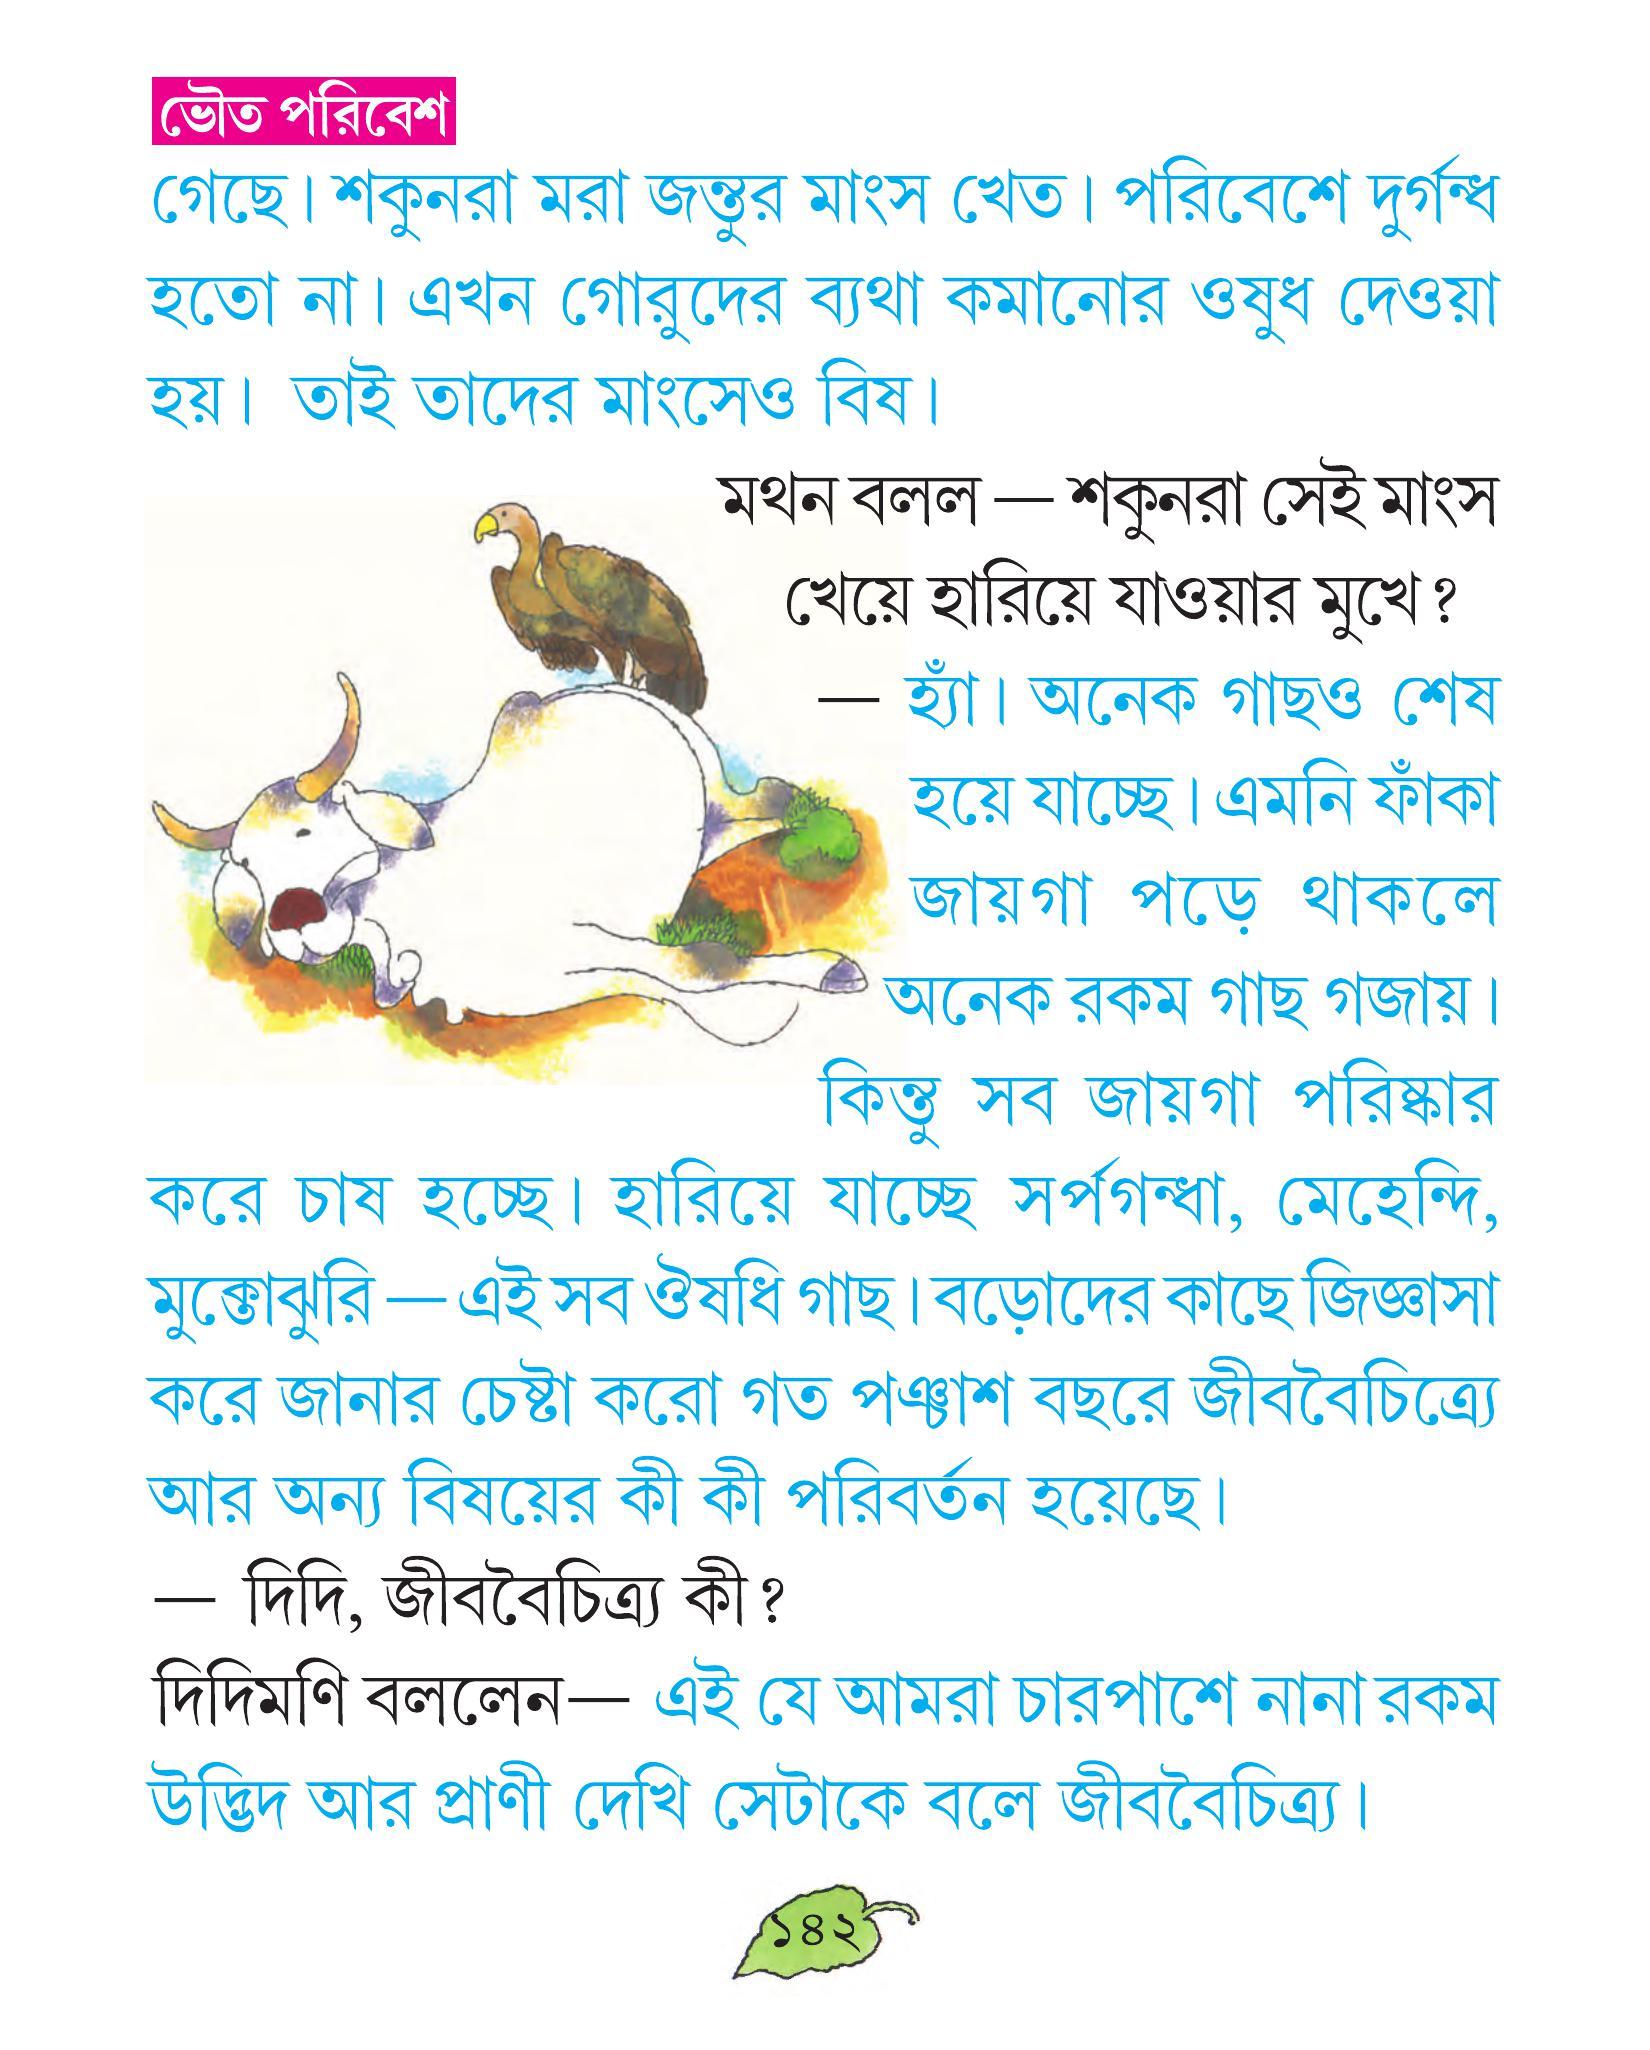 ভৌত পরিবেশ
গেছে। শকুনরা মরা জন্তুর মাংস খেত। পরিবেশে দুর্গন্ধ
হতো না। এখন গোরুদের ব্যথা কমানোর ওষুধ দেওয়া
হয়। তাই তাদের মাংসেও বিষ।
মথন বলল — শকুনরা সেই মাংস
খেয়ে হারিয়ে যাওয়ার মুখে?
— হ্যাঁ। অনেক গাছও শেষ
হয়ে যাচ্ছে। এমনি ফাঁকা
জায়গা পড়ে থাকলে
অনেক রকম গাছ গজায়।
কিন্তু সব জায়গা পরিষ্কার
করে চাষ হচ্ছে। হারিয়ে যাচ্ছে সর্পগন্ধা, মেহেন্দি,
মুক্তোঝুরি — এই সব ঔষধি গাছ। বড়োদের কাছে জিজ্ঞাসা
করে জানার চেষ্টা করো গত পঞ্চাশ বছরে জীববৈচিত্র্যে
আর অন্য বিষয়ের কী কী পরিবর্তন হয়েছে।
— দিদি, জীববৈচিত্র্য কী?
দিদিমণি বললেন— এই যে আমরা চারপাশে নানা রকম
উদ্ভিদ আর প্রাণী দেখি সেটাকে বলে জীববৈচিত্র্য।
১৪২